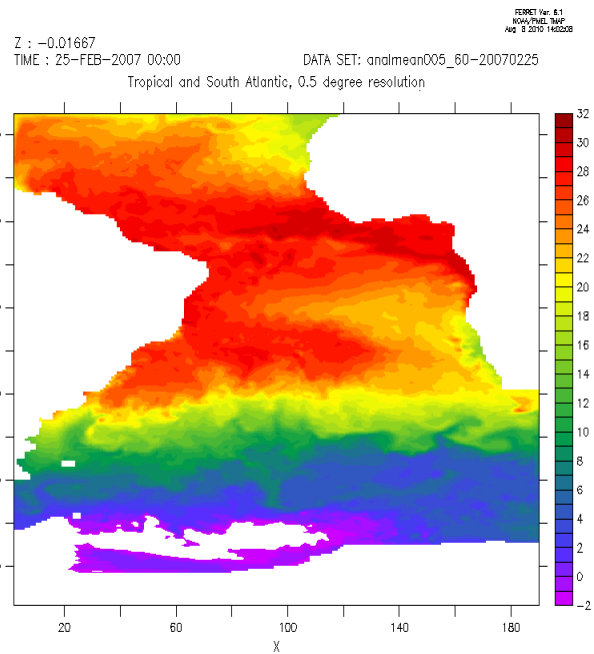 FERRET Ver. 6.1
NOAA/PMEL TMAP
Aug 8 2010 14:02:08
Z : -0.01667
TIME : 25-FEB-2007 00:00
DATA SET: analmean005_60-20070225
Tropical and South Atlantic, 0.5 degree resolution
32
30
28
26
24
22
20
18
16
14
12
10
8
6
4
2
0
-2
20
60
100
140
180
X